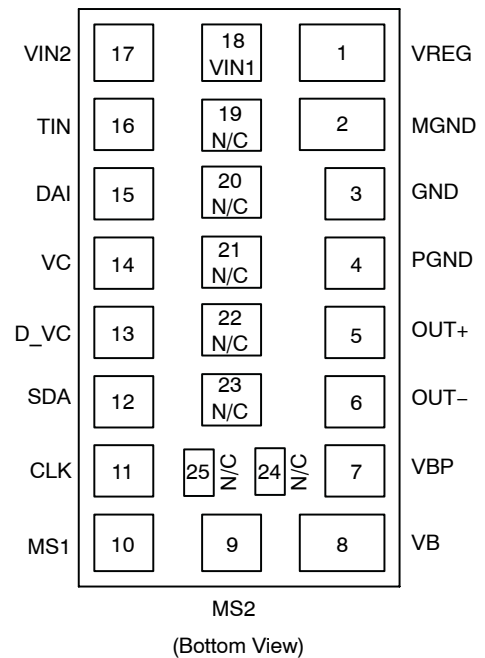 VIN2 17 18 VIN1 1 VREG
TIN 16 19 N/C 2 MGND
DAI 15 20 N/C 3 GND
VC 14 21 N/C 4 PGND
D_VC 13 22 N/C 5 OUT+
SDA 12 23 N/C 6 OUT−
CLK 11 25 N/C 24 N/C 7 VBP
MS1 10 9 8 VB
MS2
(Bottom View)